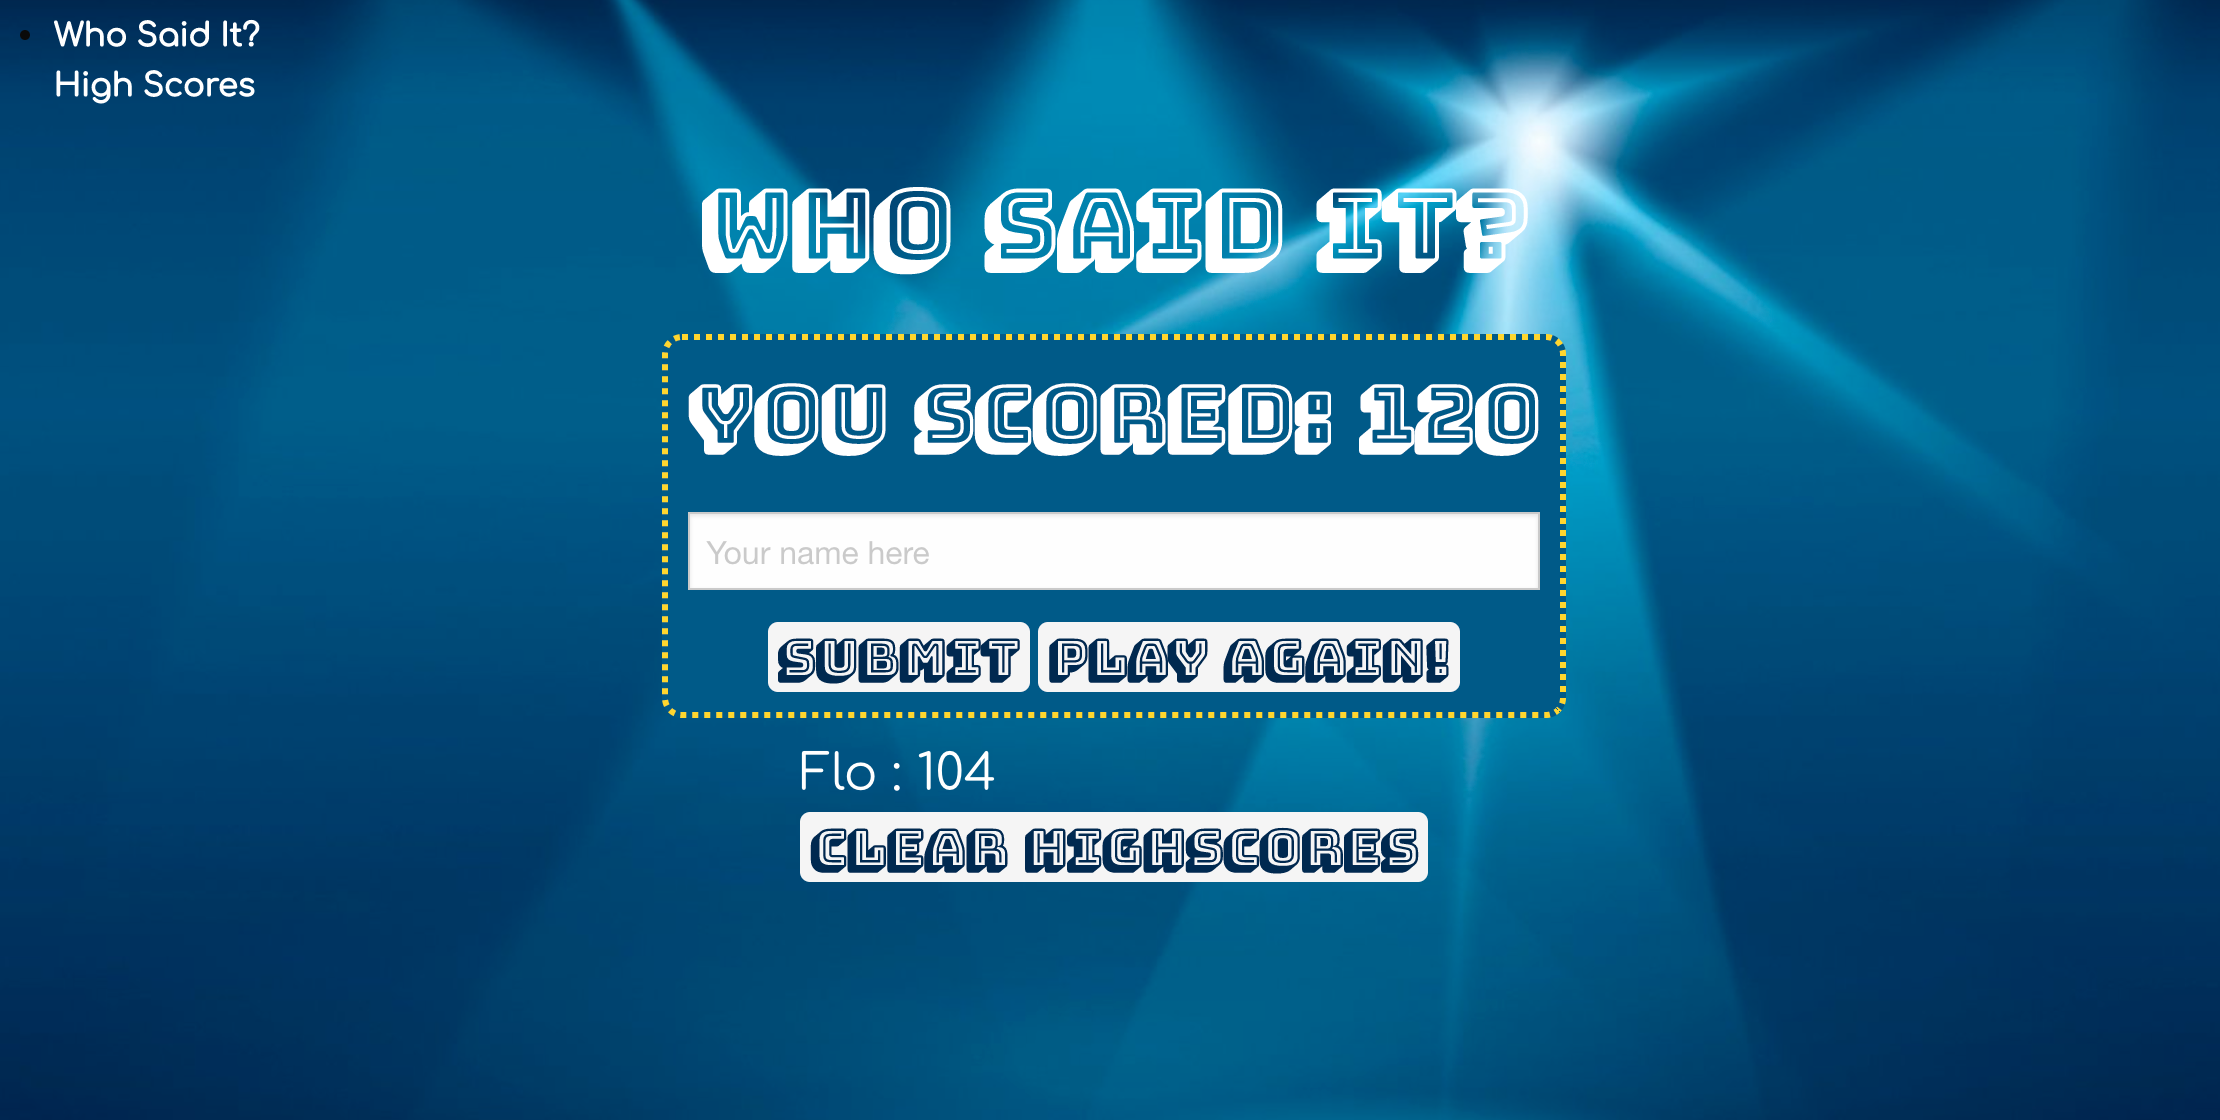 Who Said It?
High Scores
WHO SAID IT?
YOU SCORED: 120
Your name here
SUBMIT PLAY AGAIN!
Flo : 104
CLEAR HIGHSCORES